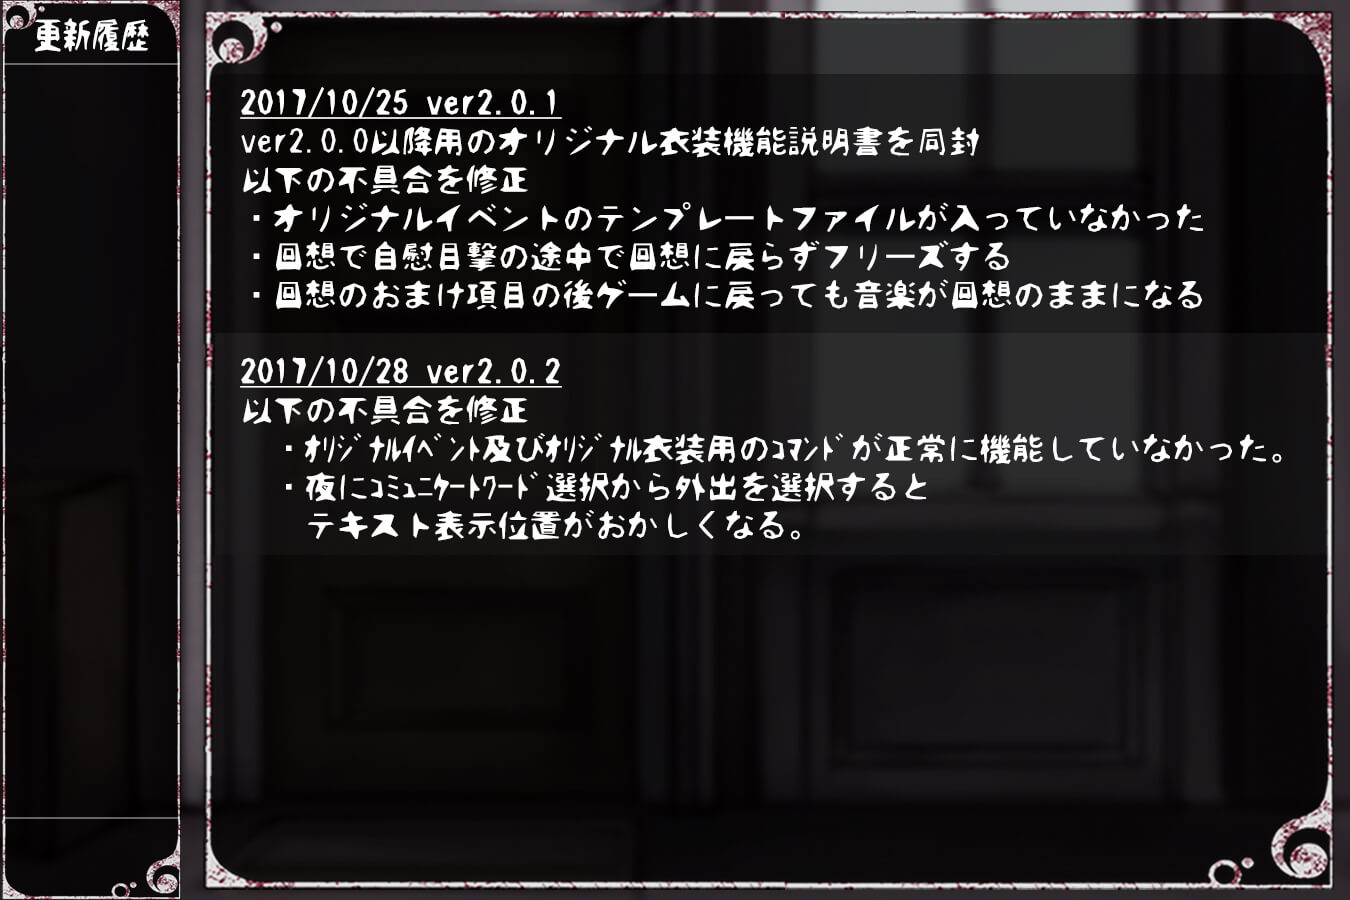 更新履歴
2017/10/25 ver2.0.1
ver2.0.0以降用のオリジナル衣装機能説明書を同封
以下の不具合を修正
・オリジナルイベントのテンプレートファイルが入っていなかった
・回想で自慰目撃の途中で回想に戻らずフリーズする
・回想のおまけ項目の後ゲームに戻っても音楽が回想のままになる
2017/10/28 ver2.0.2
以下の不具合を修正
・ｵﾘｼﾞﾅﾙｲﾍﾞﾝﾄ及びｵﾘｼﾞﾅﾙ衣装用のｺﾏﾝﾄﾞが正常に機能していなかった。
・夜にｺﾐｭﾆｹｰﾄﾜｰﾄﾞ選択から外出を選択すると
テキスト表示位置がおかしくなる。